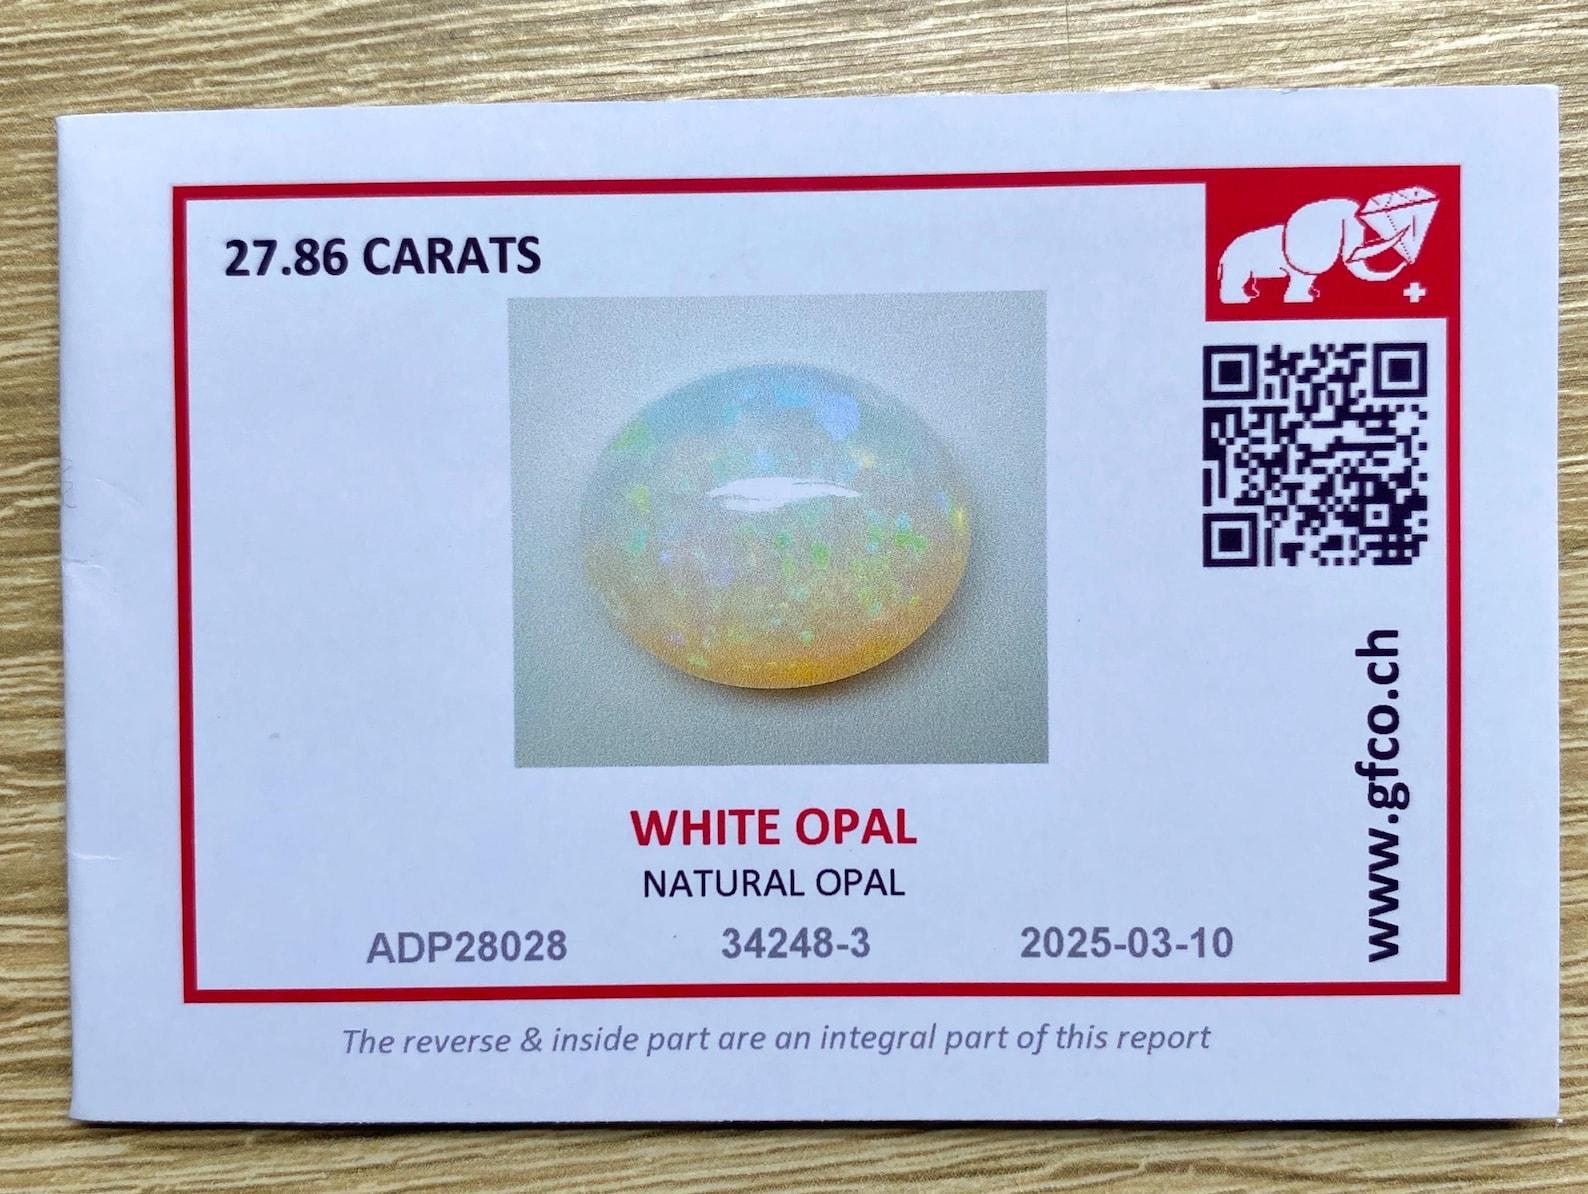 27.86 CARATS
WHITE OPAL
NATURAL OPAL
ADP28028 34248-3 2025-03-10
www.gfco.ch
The reverse & inside part are an integral part of this report